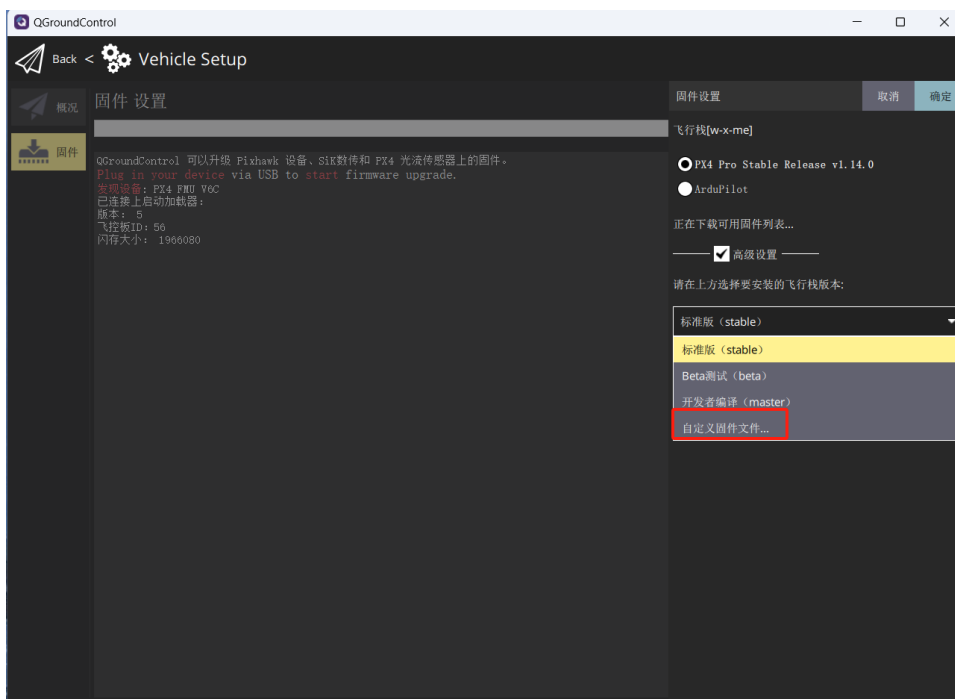 QGroundControl
Back < Vehicle Setup
概况
固件
固件 设置
QGroundControl 可以升级 Pixhawk 设备、SiK数传和 PX4 光流传感器上的固件。
Plug in your device via USB to start firmware upgrade.
发现设备: PX4 FMU V6C
已连接上启动加载器:
版本: 5
飞控板ID: 56
闪存大小: 1966080
固件设置
取消
确定
飞行栈[w-x-me]
PX4 Pro Stable Release v1.14.0
ArduPilot
正在下载可用固件列表...
高级设置
请在上方选择要安装的飞行栈版本:
标准版（stable）
标准版（stable）
Beta测试（beta）
开发者编译（master）
自定义固件文件...